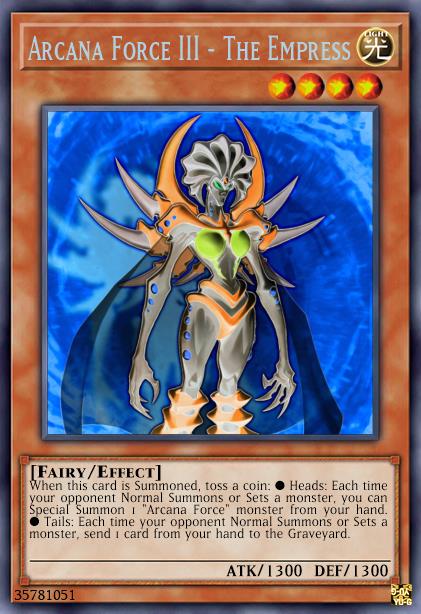 Arcana Force III - The Empress
LIGHT
光
[Fairy/Effect]
When this card is Summoned, toss a coin: ● Heads: Each time
your opponent Normal Summons or Sets a monster, you can
Special Summon 1 "Arcana Force" monster from your hand.
● Tails: Each time your opponent Normal Summons or Sets a
monster, send 1 card from your hand to the Graveyard.
ATK/1300 DEF/1300
35781051